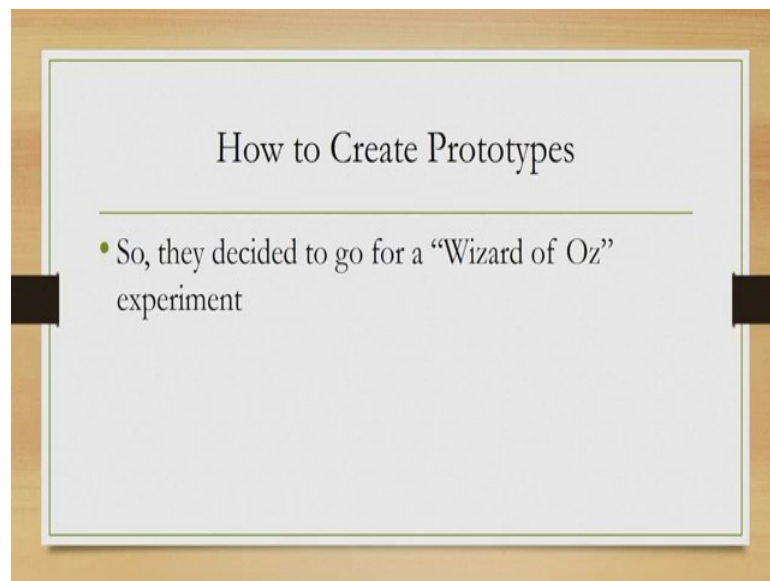 How to Create Prototypes
• So, they decided to go for a “Wizard of Oz”
experiment